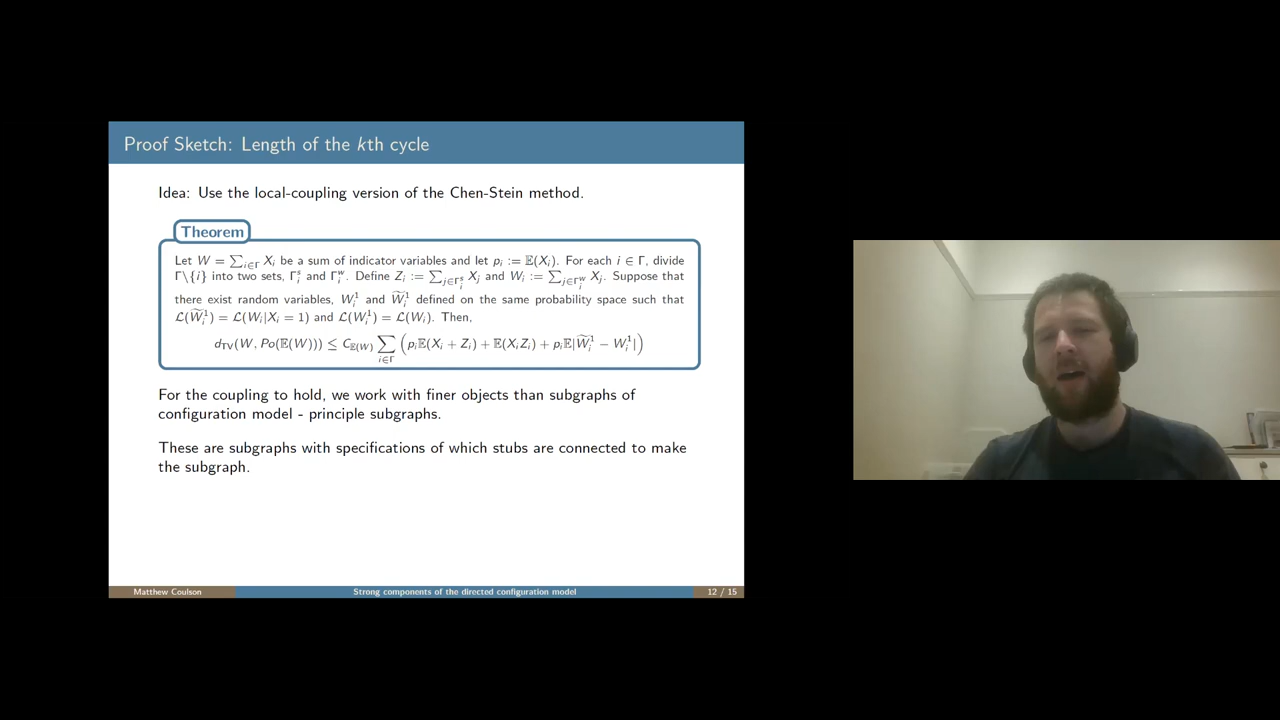 Proof Sketch: Length of the kth cycle
Idea: Use the local-coupling version of the Chen-Stein method.
Theorem
Let W = ∑_{i∈Γ} X_i be a sum of indicator variables and let p_i := 𝔼(X_i). For each i ∈ Γ, divide
Γ\{i} into two sets, Γ_i^s and Γ_i^w. Define Z_i := ∑_{j∈Γ_i^s} X_j and W_i := ∑_{j∈Γ_i^w} X_j. Suppose that
there exist random variables, W_i^1 and W̃_i^1 defined on the same probability space such that
ℒ(W̃_i^1) = ℒ(W_i|X_i = 1) and ℒ(W_i^1) = ℒ(W_i). Then,
d_TV(W, Po(𝔼(W))) ≤ C_{𝔼(W)} ∑_{i∈Γ} (p_i𝔼(X_i + Z_i) + 𝔼(X_iZ_i) + p_i𝔼|W̃_i^1 − W_i^1|)
For the coupling to hold, we work with finer objects than subgraphs of
configuration model - principle subgraphs.
These are subgraphs with specifications of which stubs are connected to make
the subgraph.
Matthew Coulson
Strong components of the directed configuration model
12 / 15